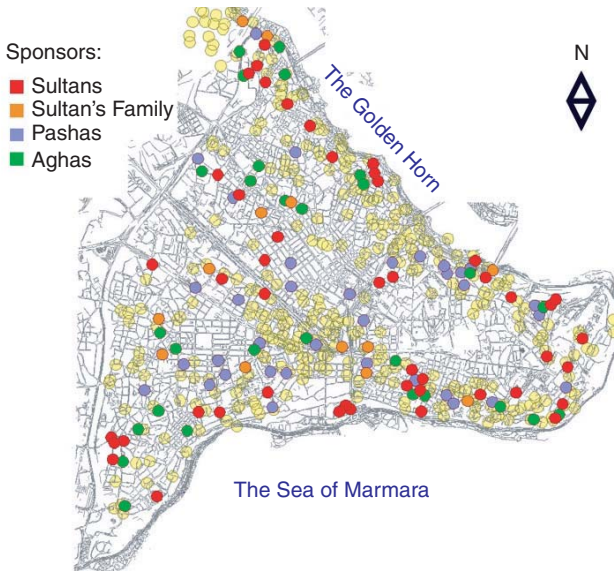 Sponsors:
Sultans
Sultan's Family
Pashas
Aghas
N
The Golden Horn
The Sea of Marmara